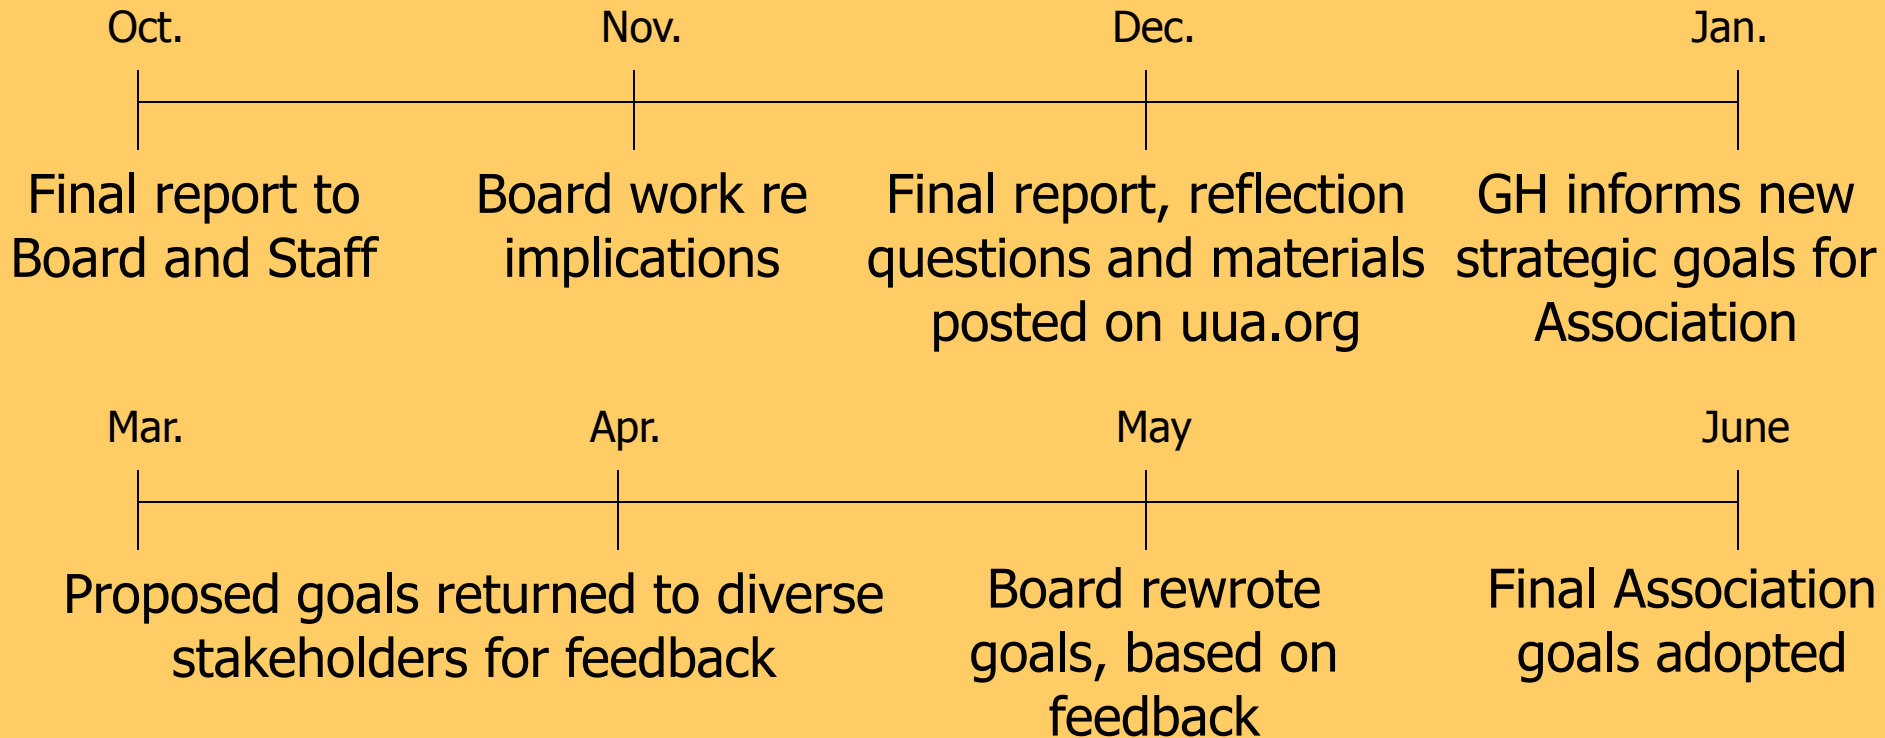 Oct. Nov. Dec. Jan.
Final report to
Board and Staff
Board work re
implications
Final report, reflection
questions and materials
posted on uua.org
GH informs new
strategic goals for
Association
Mar. Apr. May June
Proposed goals returned to diverse
stakeholders for feedback
Board rewrote
goals, based on
feedback
Final Association
goals adopted